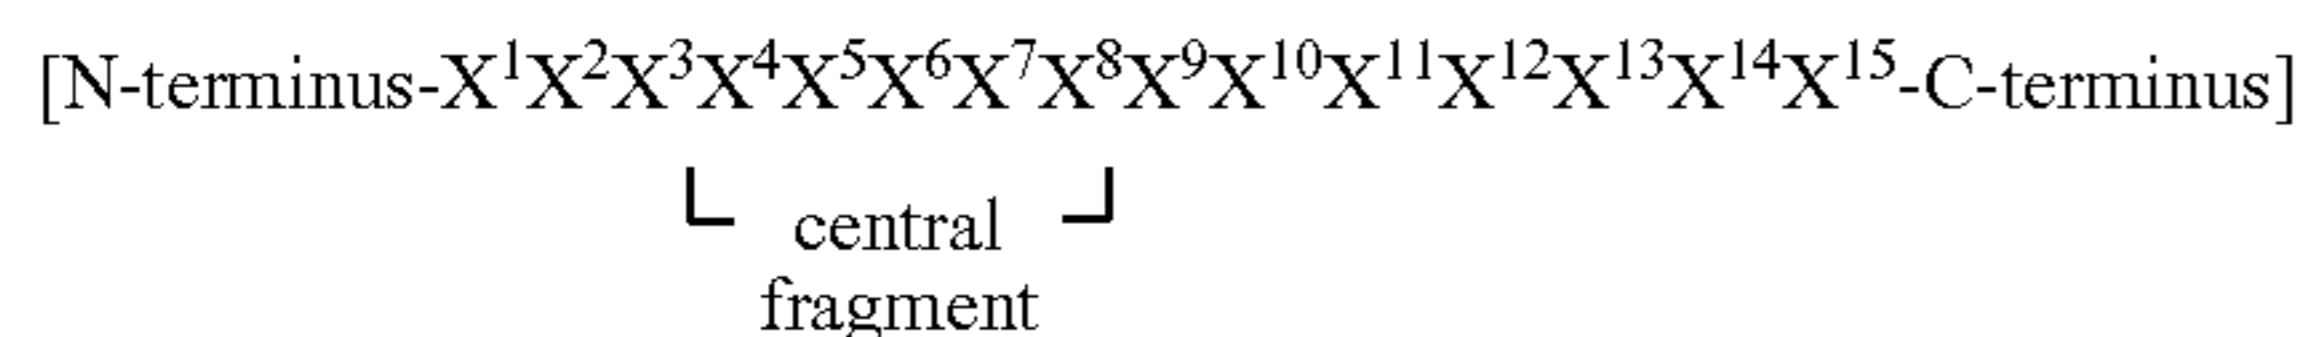 [N-terminus-X¹X²X³X⁴X⁵X⁶X⁷X⁸X⁹X¹⁰X¹¹X¹²X¹³X¹⁴X¹⁵-C-terminus]
central
fragment